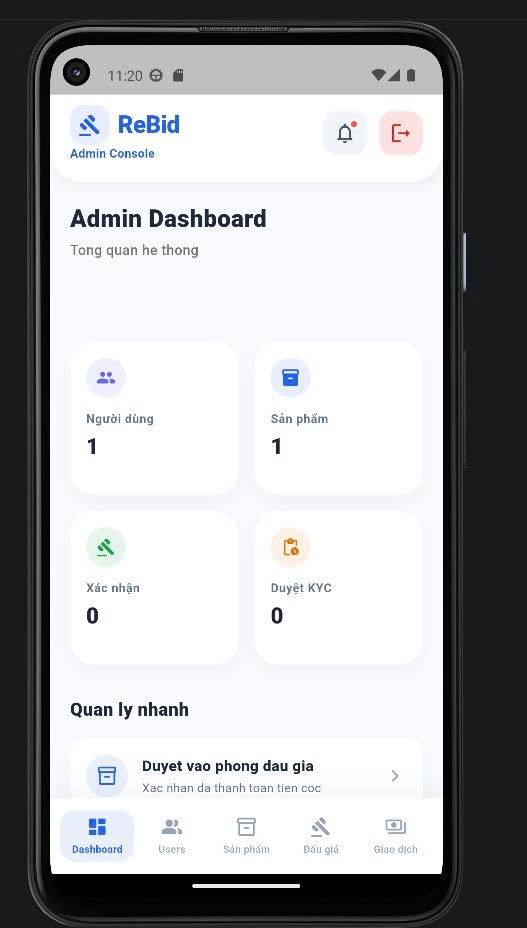 11:20
ReBid
Admin Console
Admin Dashboard
Tong quan he thong
Người dùng
1
Sản phẩm
1
Xác nhận
0
Duyệt KYC
0
Quan ly nhanh
Duyet vao phong dau gia
Xac nhan da thanh toan tien coc
Dashboard
Users
Sản phẩm
Đấu giá
Giao dịch